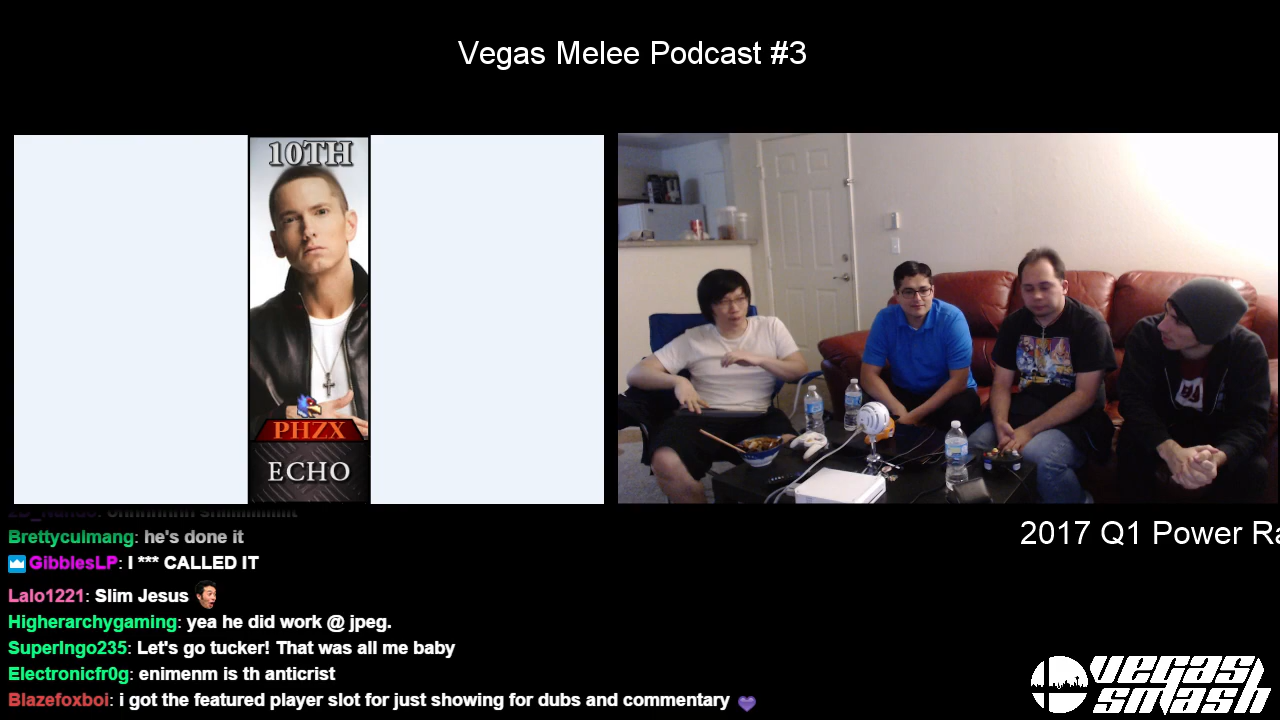 Vegas Melee Podcast #3
10TH
PHZX
ECHO
Brettyculmang: he's done it
GibblesLP: I *** CALLED IT
Lalo1221: Slim Jesus
Higherarchygaming: yea he did work @ jpeg.
SuperIngo235: Let's go tucker! That was all me baby
Electronicfr0g: enimenm is th anticrist
Blazefoxboi: i got the featured player slot for just showing for dubs and commentary
2017 Q1 Power Ra
VEGAS
SMASH